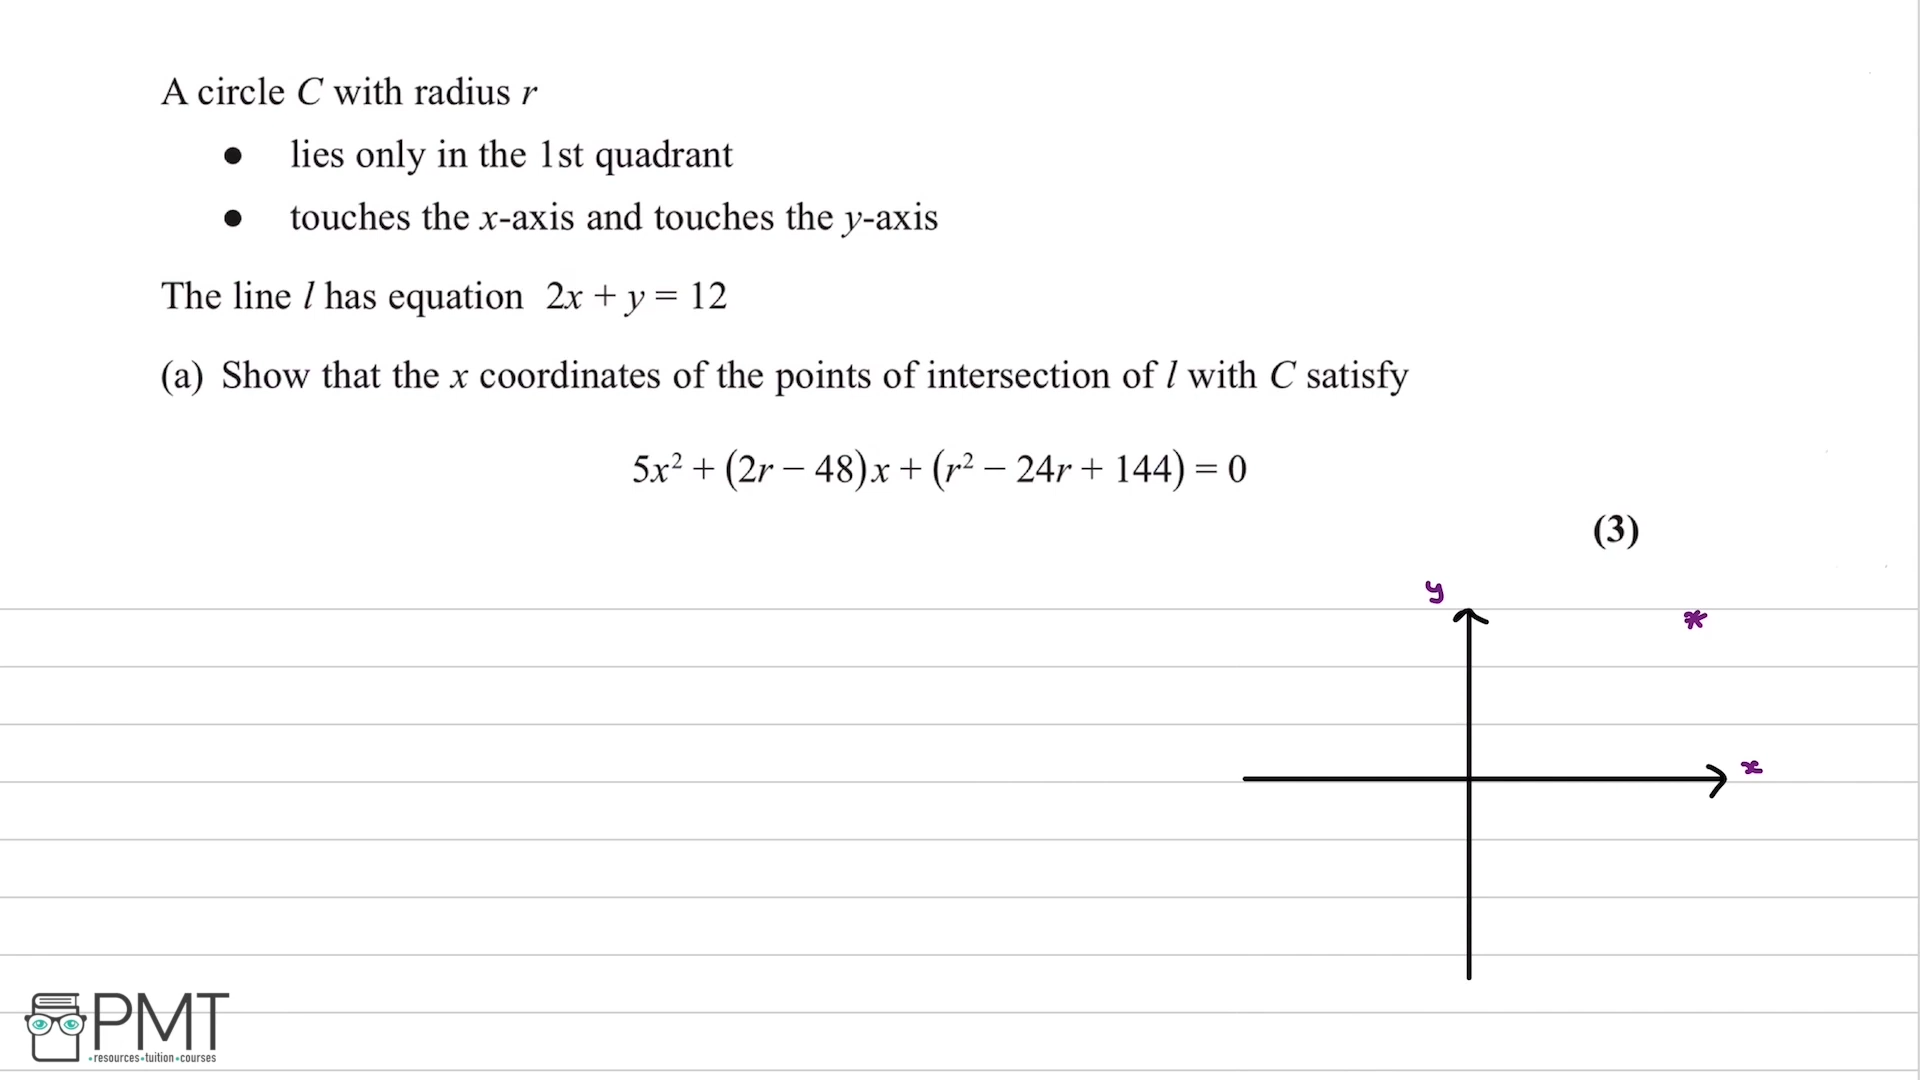 A circle C with radius r
● lies only in the 1st quadrant
● touches the x-axis and touches the y-axis
The line l has equation 2x + y = 12
(a) Show that the x coordinates of the points of intersection of l with C satisfy
5x² + (2r − 48)x + (r² − 24r + 144) = 0
(3)
y
*
x
PMT
•resources•tuition•courses